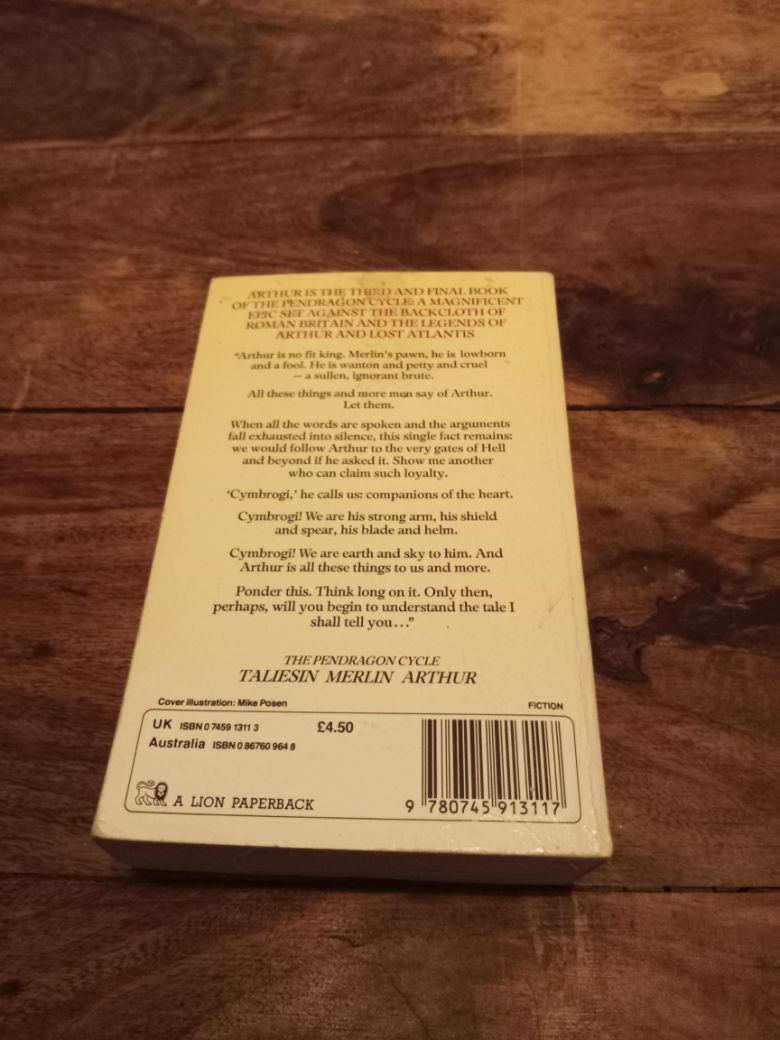 ARTHUR IS THE THIRD AND FINAL BOOK
OF THE PENDRAGON CYCLE: A MAGNIFICENT
EPIC SET AGAINST THE BACKCLOTH OF
ROMAN BRITAIN AND THE LEGENDS OF
ARTHUR AND LOST ATLANTIS
"Arthur is no fit king. Merlin's pawn, he is lowborn
and a fool. He is wanton and petty and cruel
— a sullen, ignorant brute.
All these things and more men say of Arthur.
Let them.
When all the words are spoken and the arguments
fall exhausted into silence, this single fact remains:
we would follow Arthur to the very gates of Hell
and beyond if he asked it. Show me another
who can claim such loyalty.
'Cymbrogi,' he calls us: companions of the heart.
Cymbrogi! We are his strong arm, his shield
and spear, his blade and helm.
Cymbrogi! We are earth and sky to him. And
Arthur is all these things to us and more.
Ponder this. Think long on it. Only then,
perhaps, will you begin to understand the tale I
shall tell you..."
THE PENDRAGON CYCLE
TALIESIN MERLIN ARTHUR
Cover illustration: Mike Posen
FICTION
UK ISBN 0 7459 1311 3 £4.50
Australia ISBN 0 86760 964 8
A LION PAPERBACK
9 780745 913117